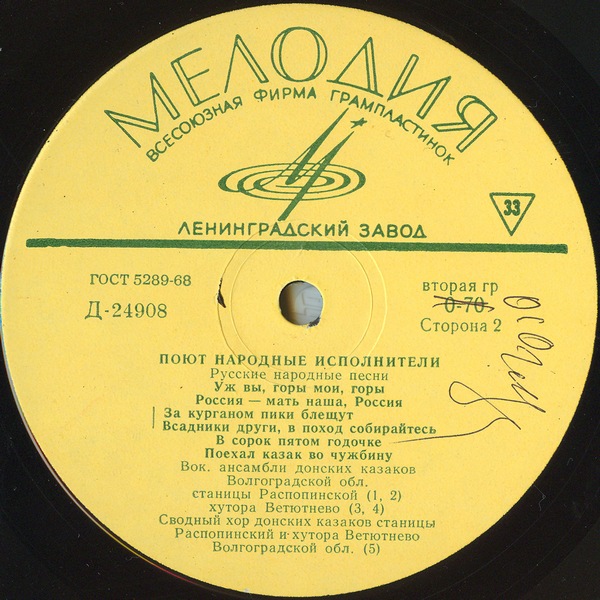 МЕЛОДИЯ
ВСЕСОЮЗНАЯ ФИРМА ГРАМПЛАСТИНОК
ЛЕНИНГРАДСКИЙ ЗАВОД
33
ГОСТ 5289-68
Д-24908
вторая гр
0-70
Сторона 2
ПОЮТ НАРОДНЫЕ ИСПОЛНИТЕЛИ
Русские народные песни
Уж вы, горы мои, горы
Россия — мать наша, Россия
За курганом пики блещут
Всадники други, в поход собирайтесь
В сорок пятом годочке
Поехал казак во чужбину
Вок. ансамбли донских казаков
Волгоградской обл.
станицы Распопинской (1, 2)
хутора Ветютнево (3, 4)
Сводный хор донских казаков станицы
Распопинский и хутора Ветютнево
Волгоградской обл. (5)